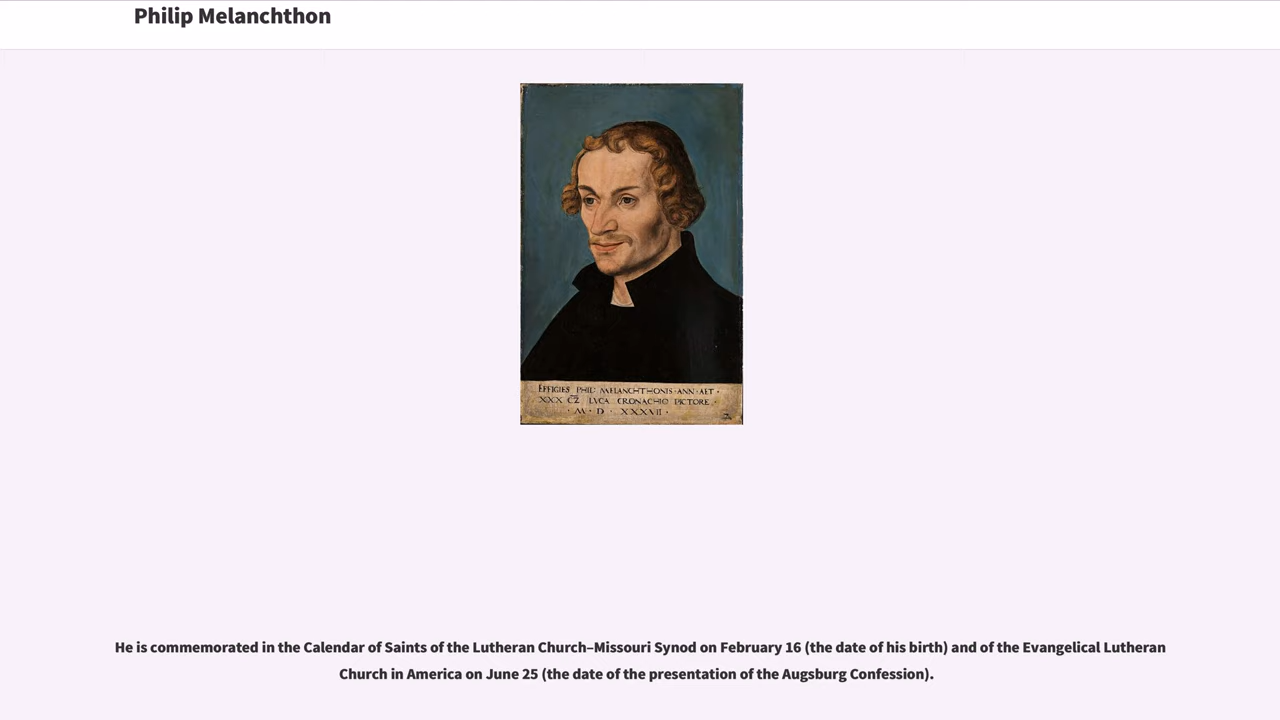 Philip Melanchthon
EFFIGIES PHIL: MELANCHTHONIS · ANN · AET ·
XXX LVCA CRONACHIO PICTORE ·
· M · D · XXXVII ·
He is commemorated in the Calendar of Saints of the Lutheran Church–Missouri Synod on February 16 (the date of his birth) and of the Evangelical Lutheran
Church in America on June 25 (the date of the presentation of the Augsburg Confession).